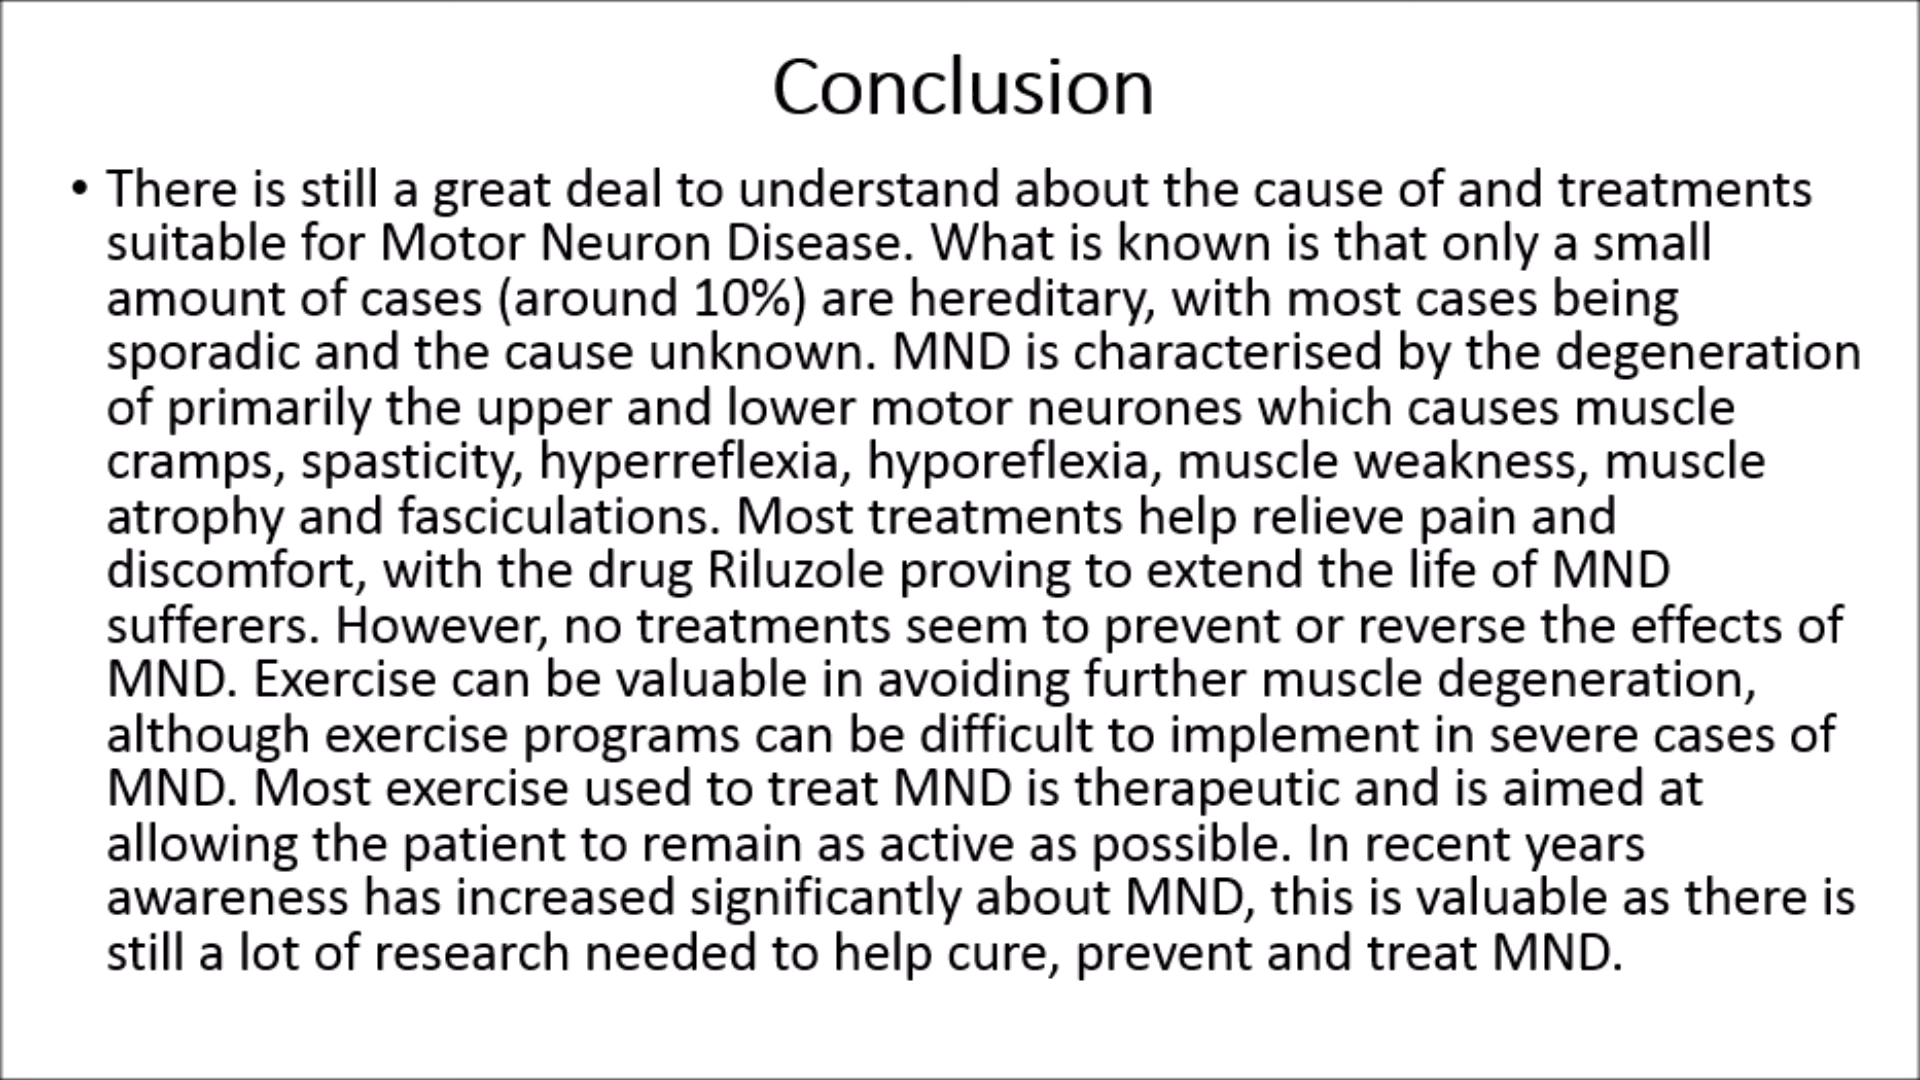 Conclusion
• There is still a great deal to understand about the cause of and treatments
suitable for Motor Neuron Disease. What is known is that only a small
amount of cases (around 10%) are hereditary, with most cases being
sporadic and the cause unknown. MND is characterised by the degeneration
of primarily the upper and lower motor neurones which causes muscle
cramps, spasticity, hyperreflexia, hyporeflexia, muscle weakness, muscle
atrophy and fasciculations. Most treatments help relieve pain and
discomfort, with the drug Riluzole proving to extend the life of MND
sufferers. However, no treatments seem to prevent or reverse the effects of
MND. Exercise can be valuable in avoiding further muscle degeneration,
although exercise programs can be difficult to implement in severe cases of
MND. Most exercise used to treat MND is therapeutic and is aimed at
allowing the patient to remain as active as possible. In recent years
awareness has increased significantly about MND, this is valuable as there is
still a lot of research needed to help cure, prevent and treat MND.